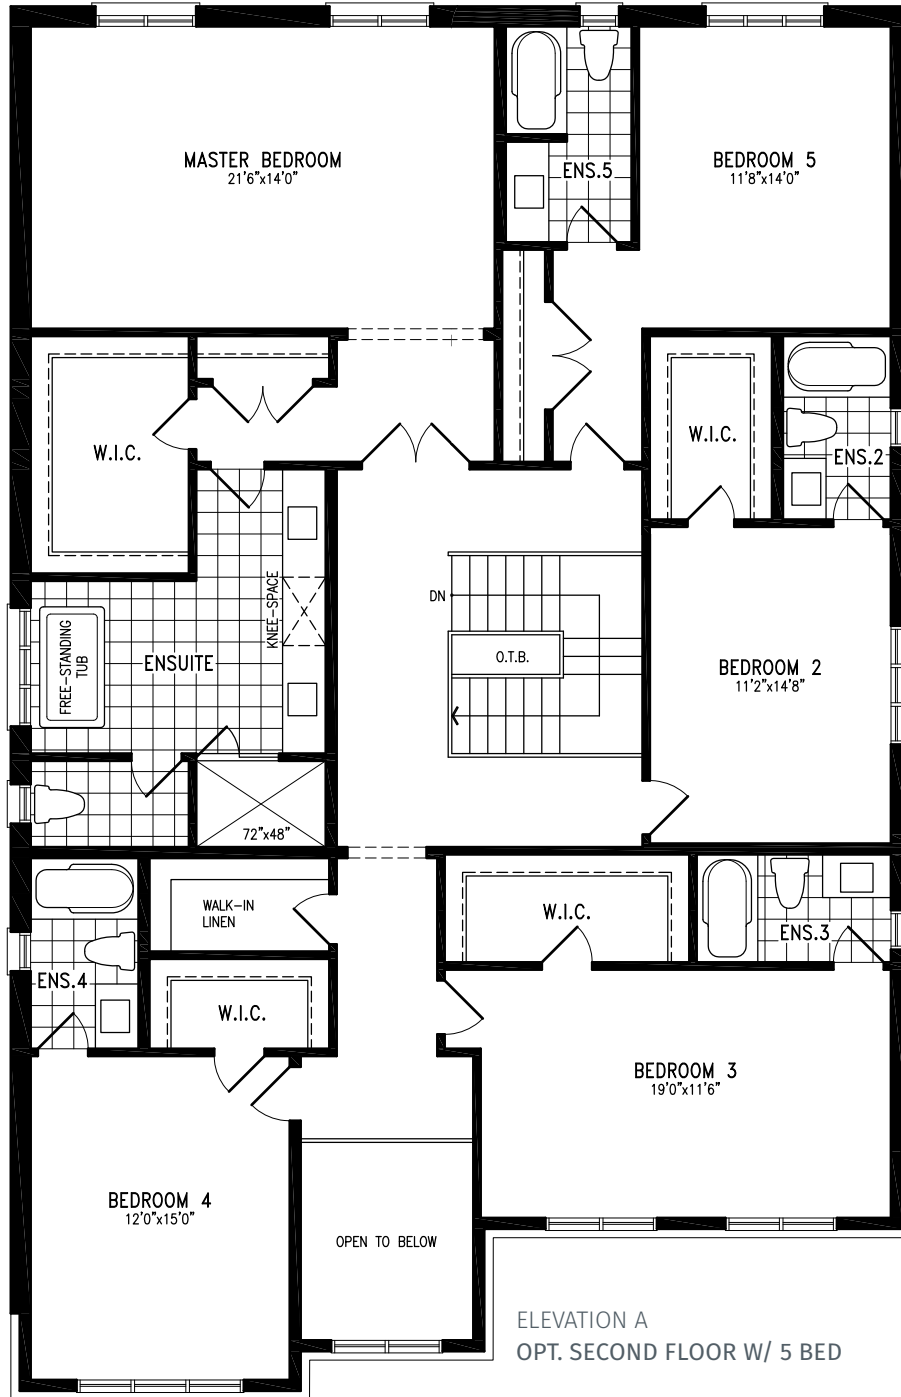 MASTER BEDROOM
21'6"x14'0"
ENS.5
BEDROOM 5
11'8"x14'0"
W.I.C.
W.I.C.
ENS.2
KNEE-SPACE
FREE-STANDING
TUB
ENSUITE
DN
O.T.B.
BEDROOM 2
11'2"x14'8"
72"x48"
WALK-IN
LINEN
W.I.C.
ENS.3
ENS.4
W.I.C.
BEDROOM 3
19'0"x11'6"
BEDROOM 4
12'0"x15'0"
OPEN TO BELOW
ELEVATION A
OPT. SECOND FLOOR W/ 5 BED